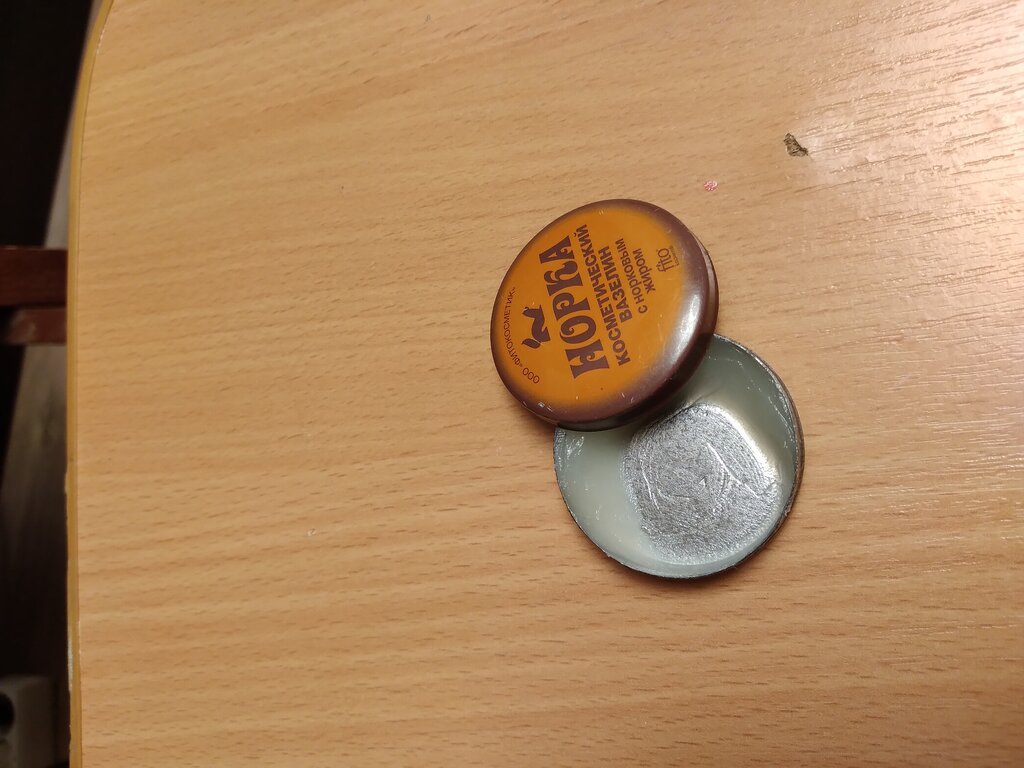 ООО «ФИТОКОСМЕТИК»
НОРКА
КОСМЕТИЧЕСКИЙ
ВАЗЕЛИН
С НОРКОВЫМ
ЖИРОМ
Fito